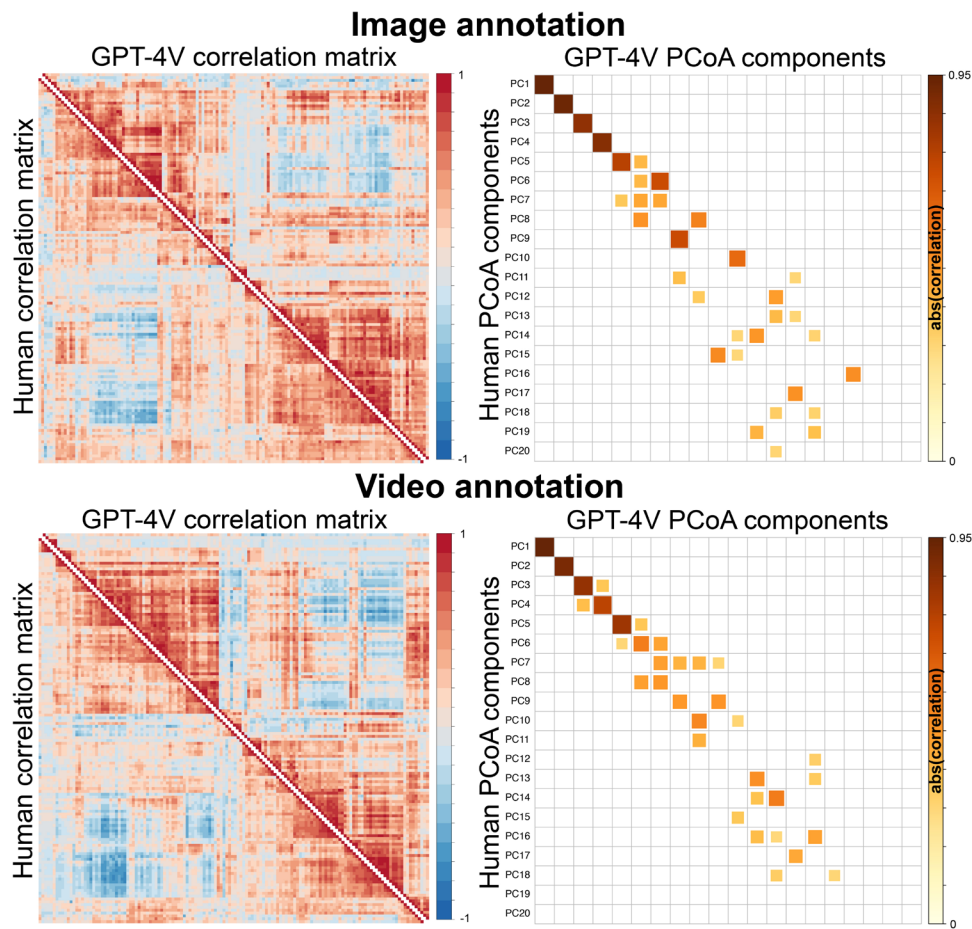 Image annotation
GPT-4V correlation matrix
GPT-4V PCoA components
Human correlation matrix
1
-1
Human PCoA components
PC1
PC2
PC3
PC4
PC5
PC6
PC7
PC8
PC9
PC10
PC11
PC12
PC13
PC14
PC15
PC16
PC17
PC18
PC19
PC20
0.95
abs(correlation)
0
Video annotation
GPT-4V correlation matrix
GPT-4V PCoA components
Human correlation matrix
1
-1
Human PCoA components
PC1
PC2
PC3
PC4
PC5
PC6
PC7
PC8
PC9
PC10
PC11
PC12
PC13
PC14
PC15
PC16
PC17
PC18
PC19
PC20
0.95
abs(correlation)
0